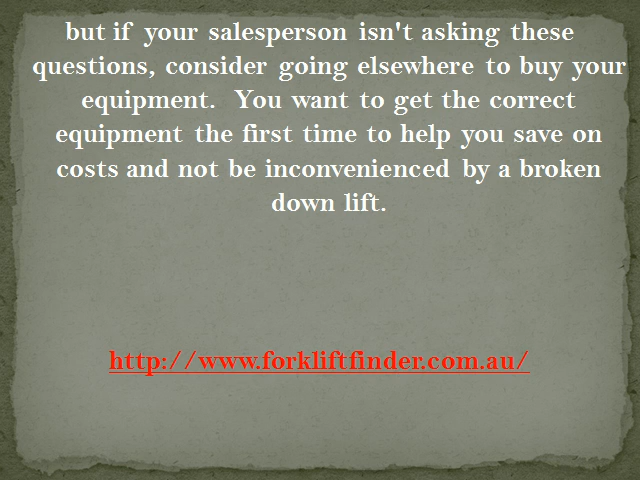 but if your salesperson isn't asking these
questions, consider going elsewhere to buy your
equipment. You want to get the correct
equipment the first time to help you save on
costs and not be inconvenienced by a broken
down lift.
http://www.forkliftfinder.com.au/